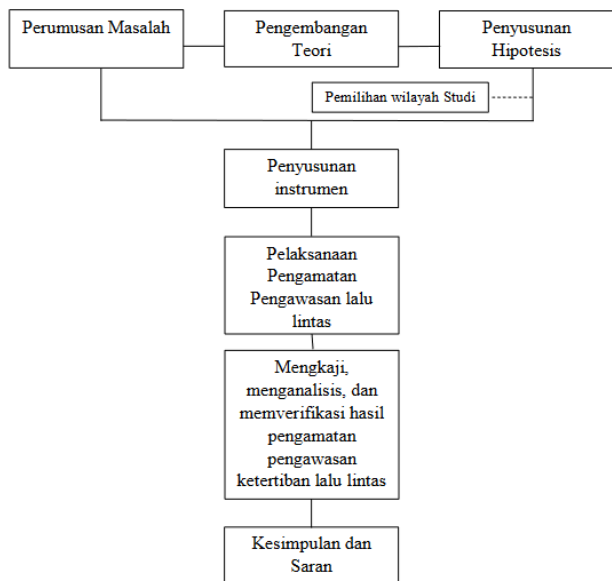 Perumusan Masalah
Pengembangan
Teori
Penyusunan
Hipotesis
Pemilihan wilayah Studi
Penyusunan
instrumen
Pelaksanaan
Pengamatan
Pengawasan lalu
lintas
Mengkaji,
menganalisis, dan
memverifikasi hasil
pengamatan
pengawasan
ketertiban lalu lintas
Kesimpulan dan
Saran